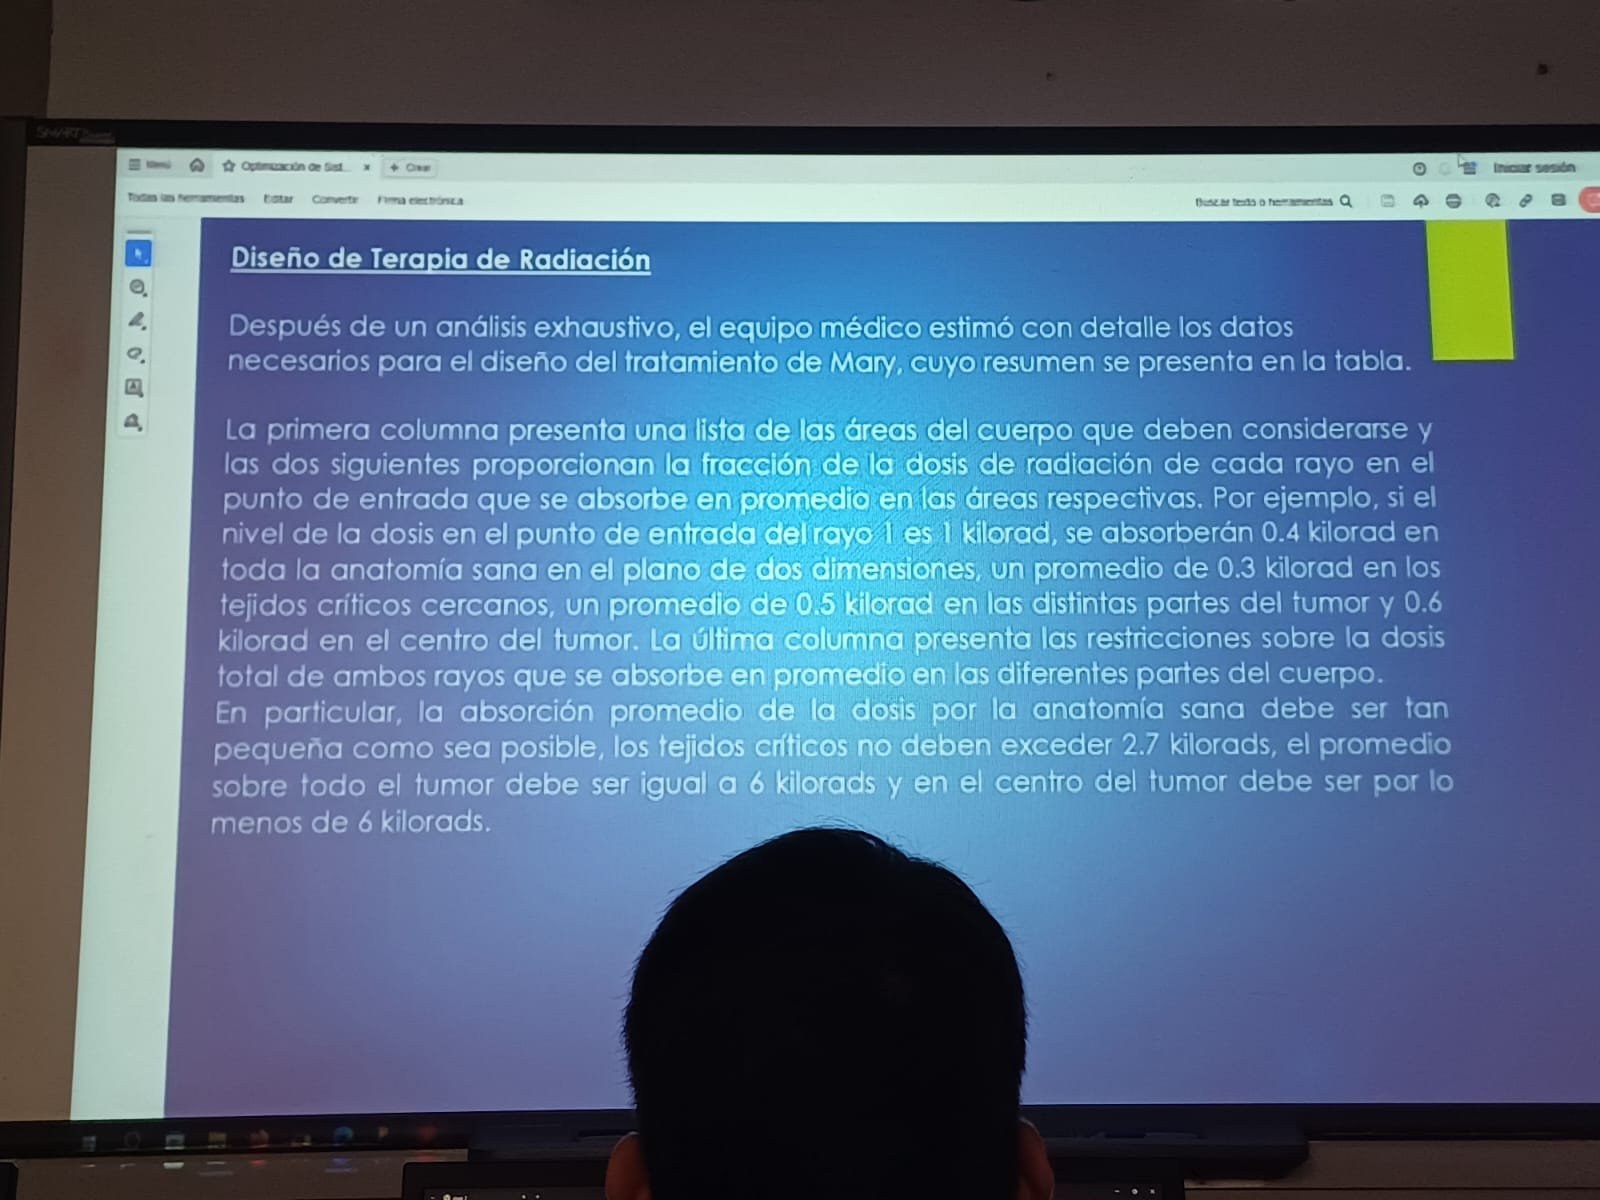 SMART
Menú
Optimización de Sist...
+ Crear
Iniciar sesión
Todas las herramientas Editar Convertir Firma electrónica
Buscar texto o herramientas
Diseño de Terapia de Radiación
Después de un análisis exhaustivo, el equipo médico estimó con detalle los datos
necesarios para el diseño del tratamiento de Mary, cuyo resumen se presenta en la tabla.
La primera columna presenta una lista de las áreas del cuerpo que deben considerarse y
las dos siguientes proporcionan la fracción de la dosis de radiación de cada rayo en el
punto de entrada que se absorbe en promedio en las áreas respectivas. Por ejemplo, si el
nivel de la dosis en el punto de entrada del rayo 1 es 1 kilorad, se absorberán 0.4 kilorad en
toda la anatomía sana en el plano de dos dimensiones, un promedio de 0.3 kilorad en los
tejidos críticos cercanos, un promedio de 0.5 kilorad en las distintas partes del tumor y 0.6
kilorad en el centro del tumor. La última columna presenta las restricciones sobre la dosis
total de ambos rayos que se absorbe en promedio en las diferentes partes del cuerpo.
En particular, la absorción promedio de la dosis por la anatomía sana debe ser tan
pequeña como sea posible, los tejidos críticos no deben exceder 2.7 kilorads, el promedio
sobre todo el tumor debe ser igual a 6 kilorads y en el centro del tumor debe ser por lo
menos de 6 kilorads.